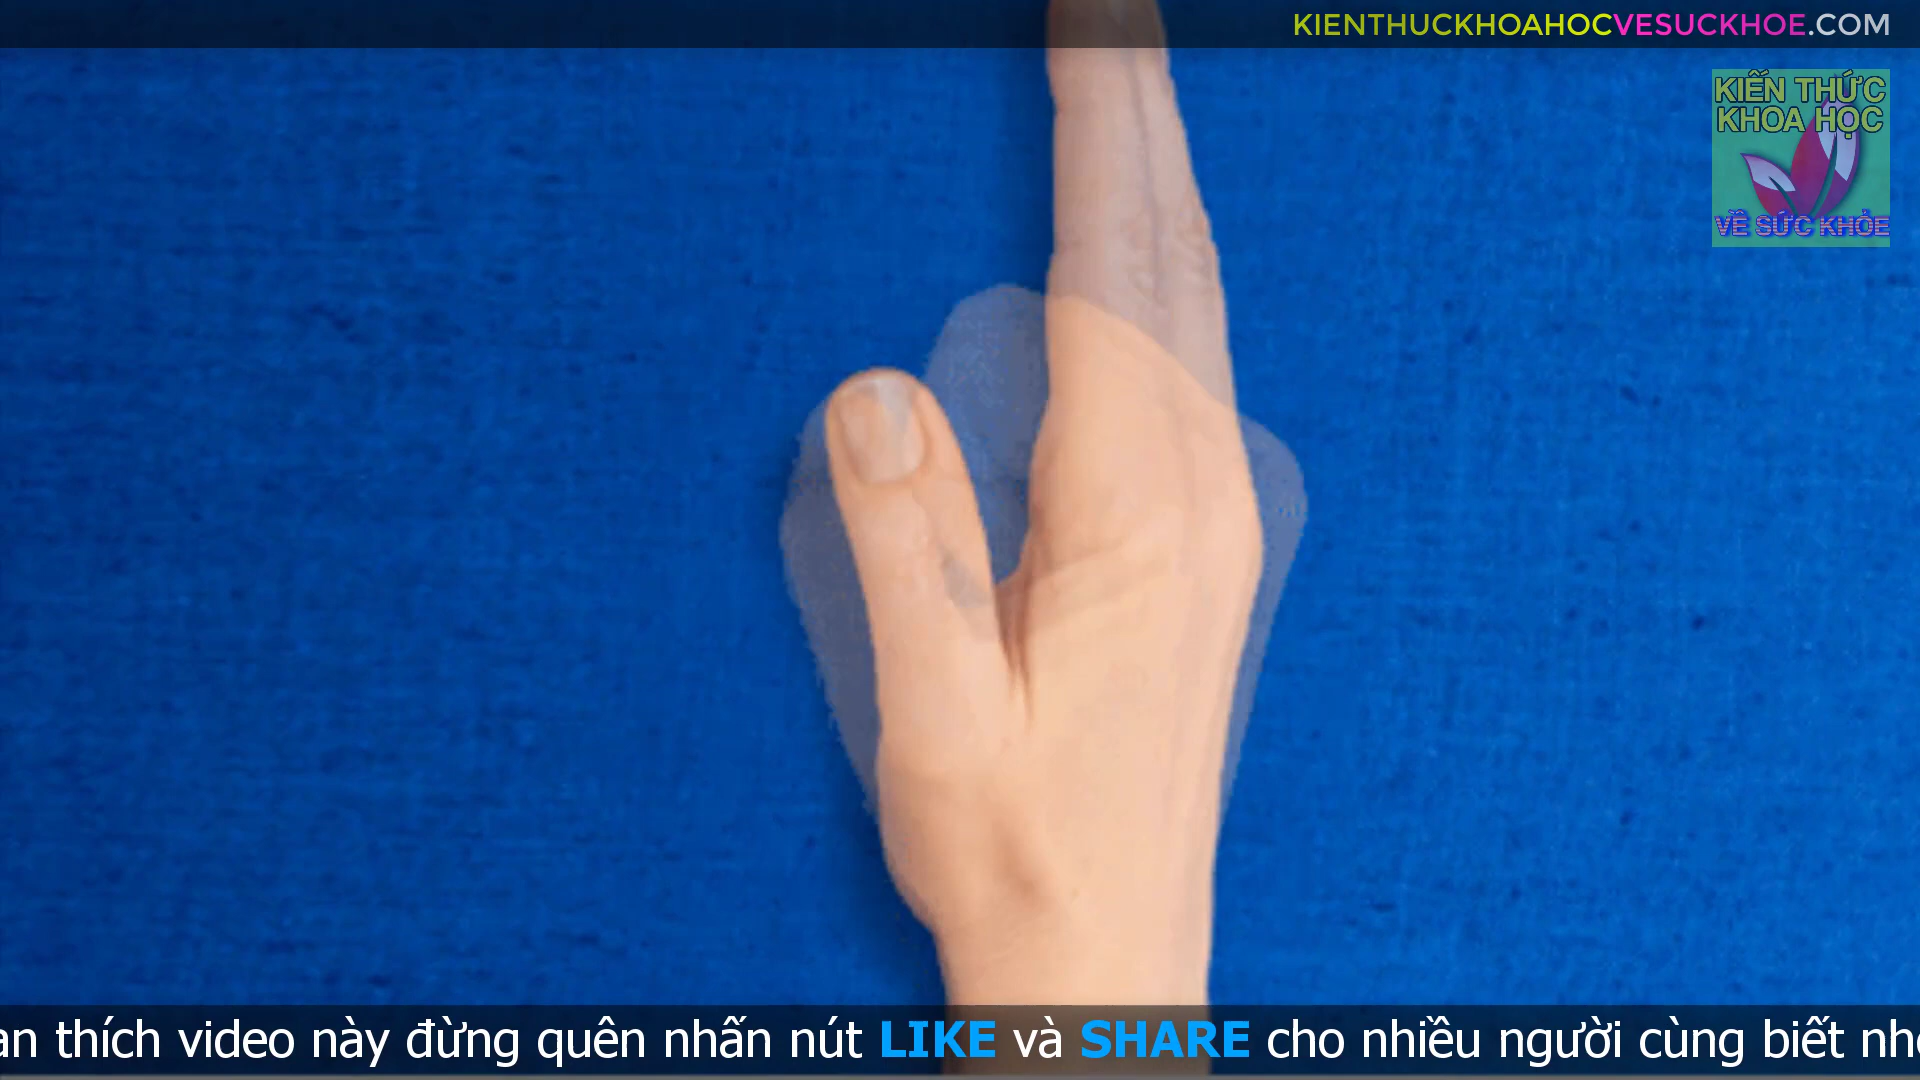 KIENTHUCKHOAHOCVESUCKHOE.COM
KIẾN THỨC
KHOA HỌC
VỀ SỨC KHỎE
thích video này đừng quên nhấn nút LIKE và SHARE cho nhiều người cùng biết